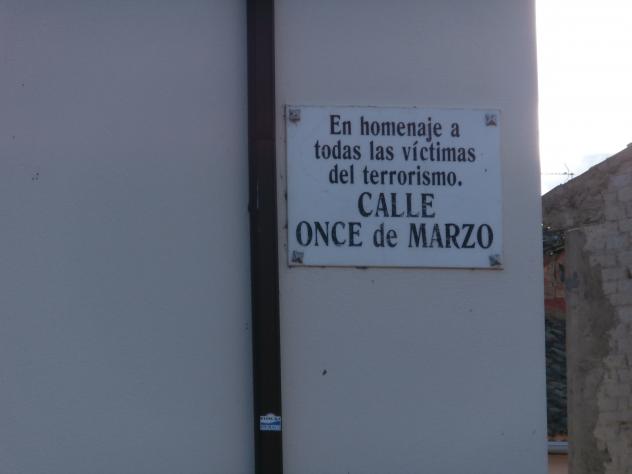 En homenaje a
todas las víctimas
del terrorismo.
CALLE
ONCE de MARZO